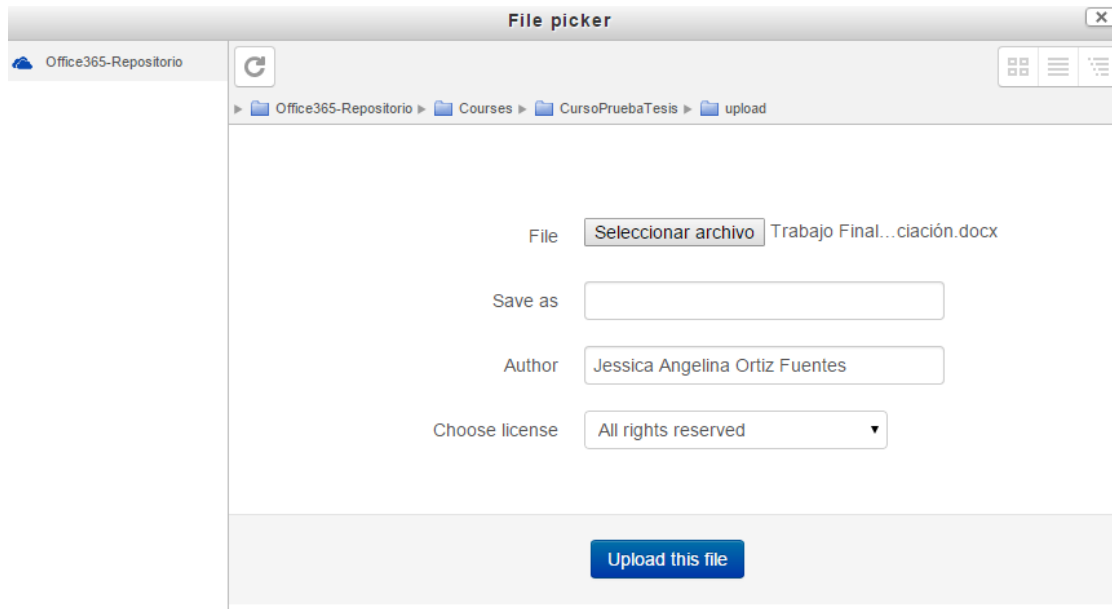 File picker
Office365-Repositorio
Office365-Repositorio Courses CursoPruebaTesis upload
File Seleccionar archivo Trabajo Final...ciación.docx
Save as
Author Jessica Angelina Ortiz Fuentes
Choose license All rights reserved
Upload this file